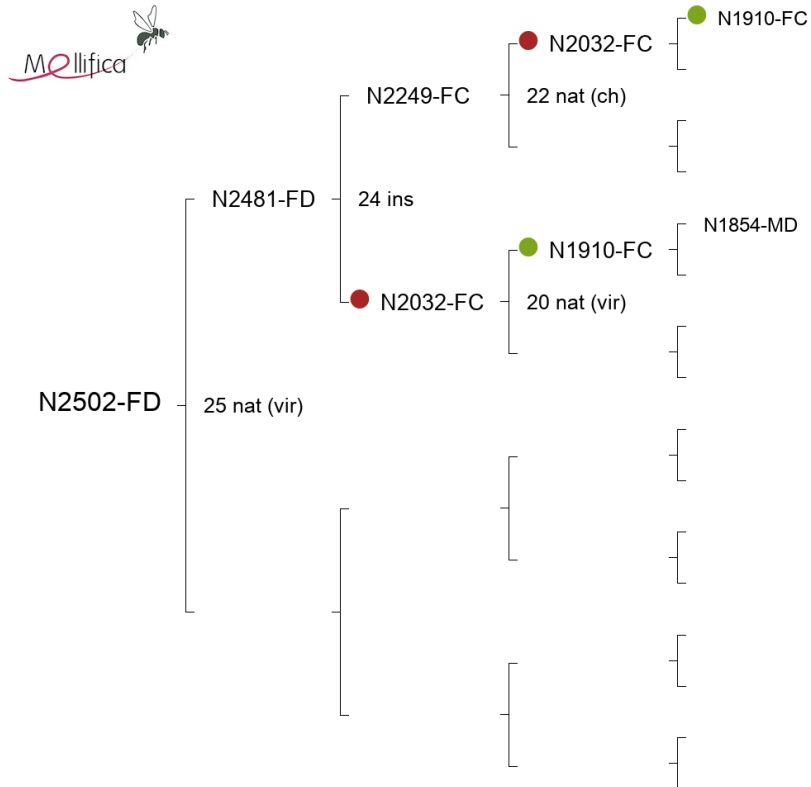 Mellifica
N1910-FC
N2032-FC
N2249-FC
22 nat (ch)
N2481-FD
24 ins
N1854-MD
N1910-FC
N2032-FC
20 nat (vir)
N2502-FD
25 nat (vir)